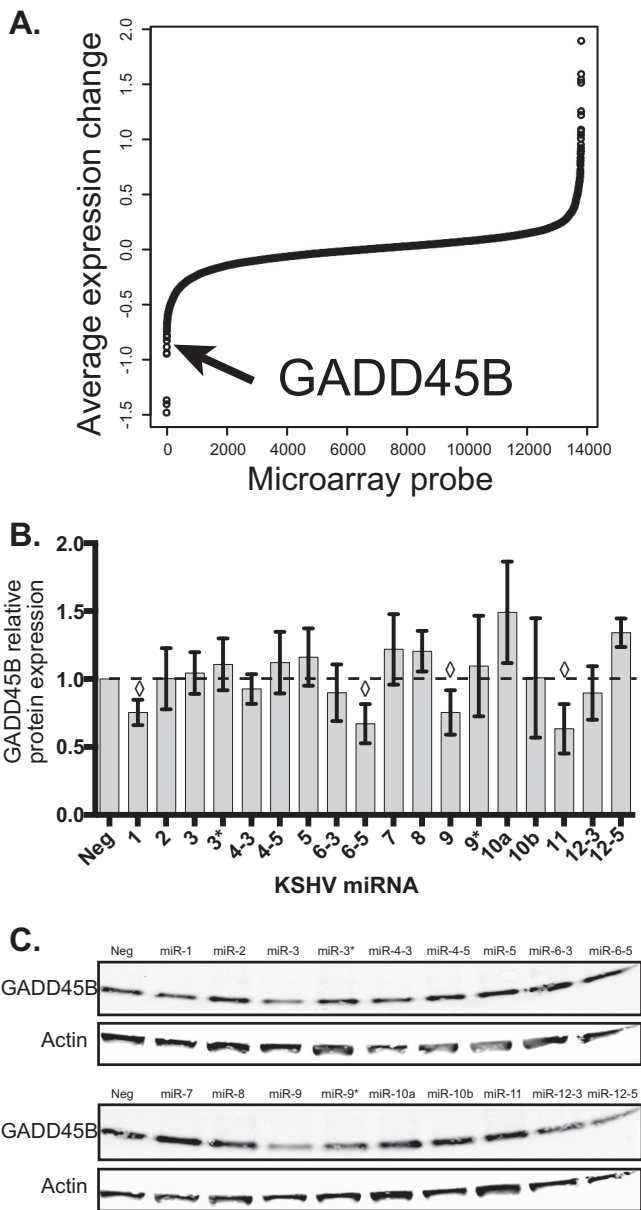 A.
Average expression change
2.0
1.5
1.0
0.5
0.0
-0.5
-1.0
-1.5
GADD45B
0 2000 4000 6000 8000 10000 12000 14000
Microarray probe
B.
GADD45B relative
protein expression
2.0
1.5
1.0
0.5
0.0
Neg 1 2 3 3* 4-3 4-5 5 6-3 6-5 7 8 9 9* 10a 10b 11 12-3 12-5
KSHV miRNA
C.
Neg miR-1 miR-2 miR-3 miR-3* miR-4-3 miR-4-5 miR-5 miR-6-3 miR-6-5
GADD45B
Actin
Neg miR-7 miR-8 miR-9 miR-9* miR-10a miR-10b miR-11 miR-12-3 miR-12-5
GADD45B
Actin